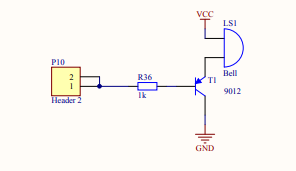 VCC
LS1
P10
2
1
Header 2
R36
1k
Bell
T1
9012
GND